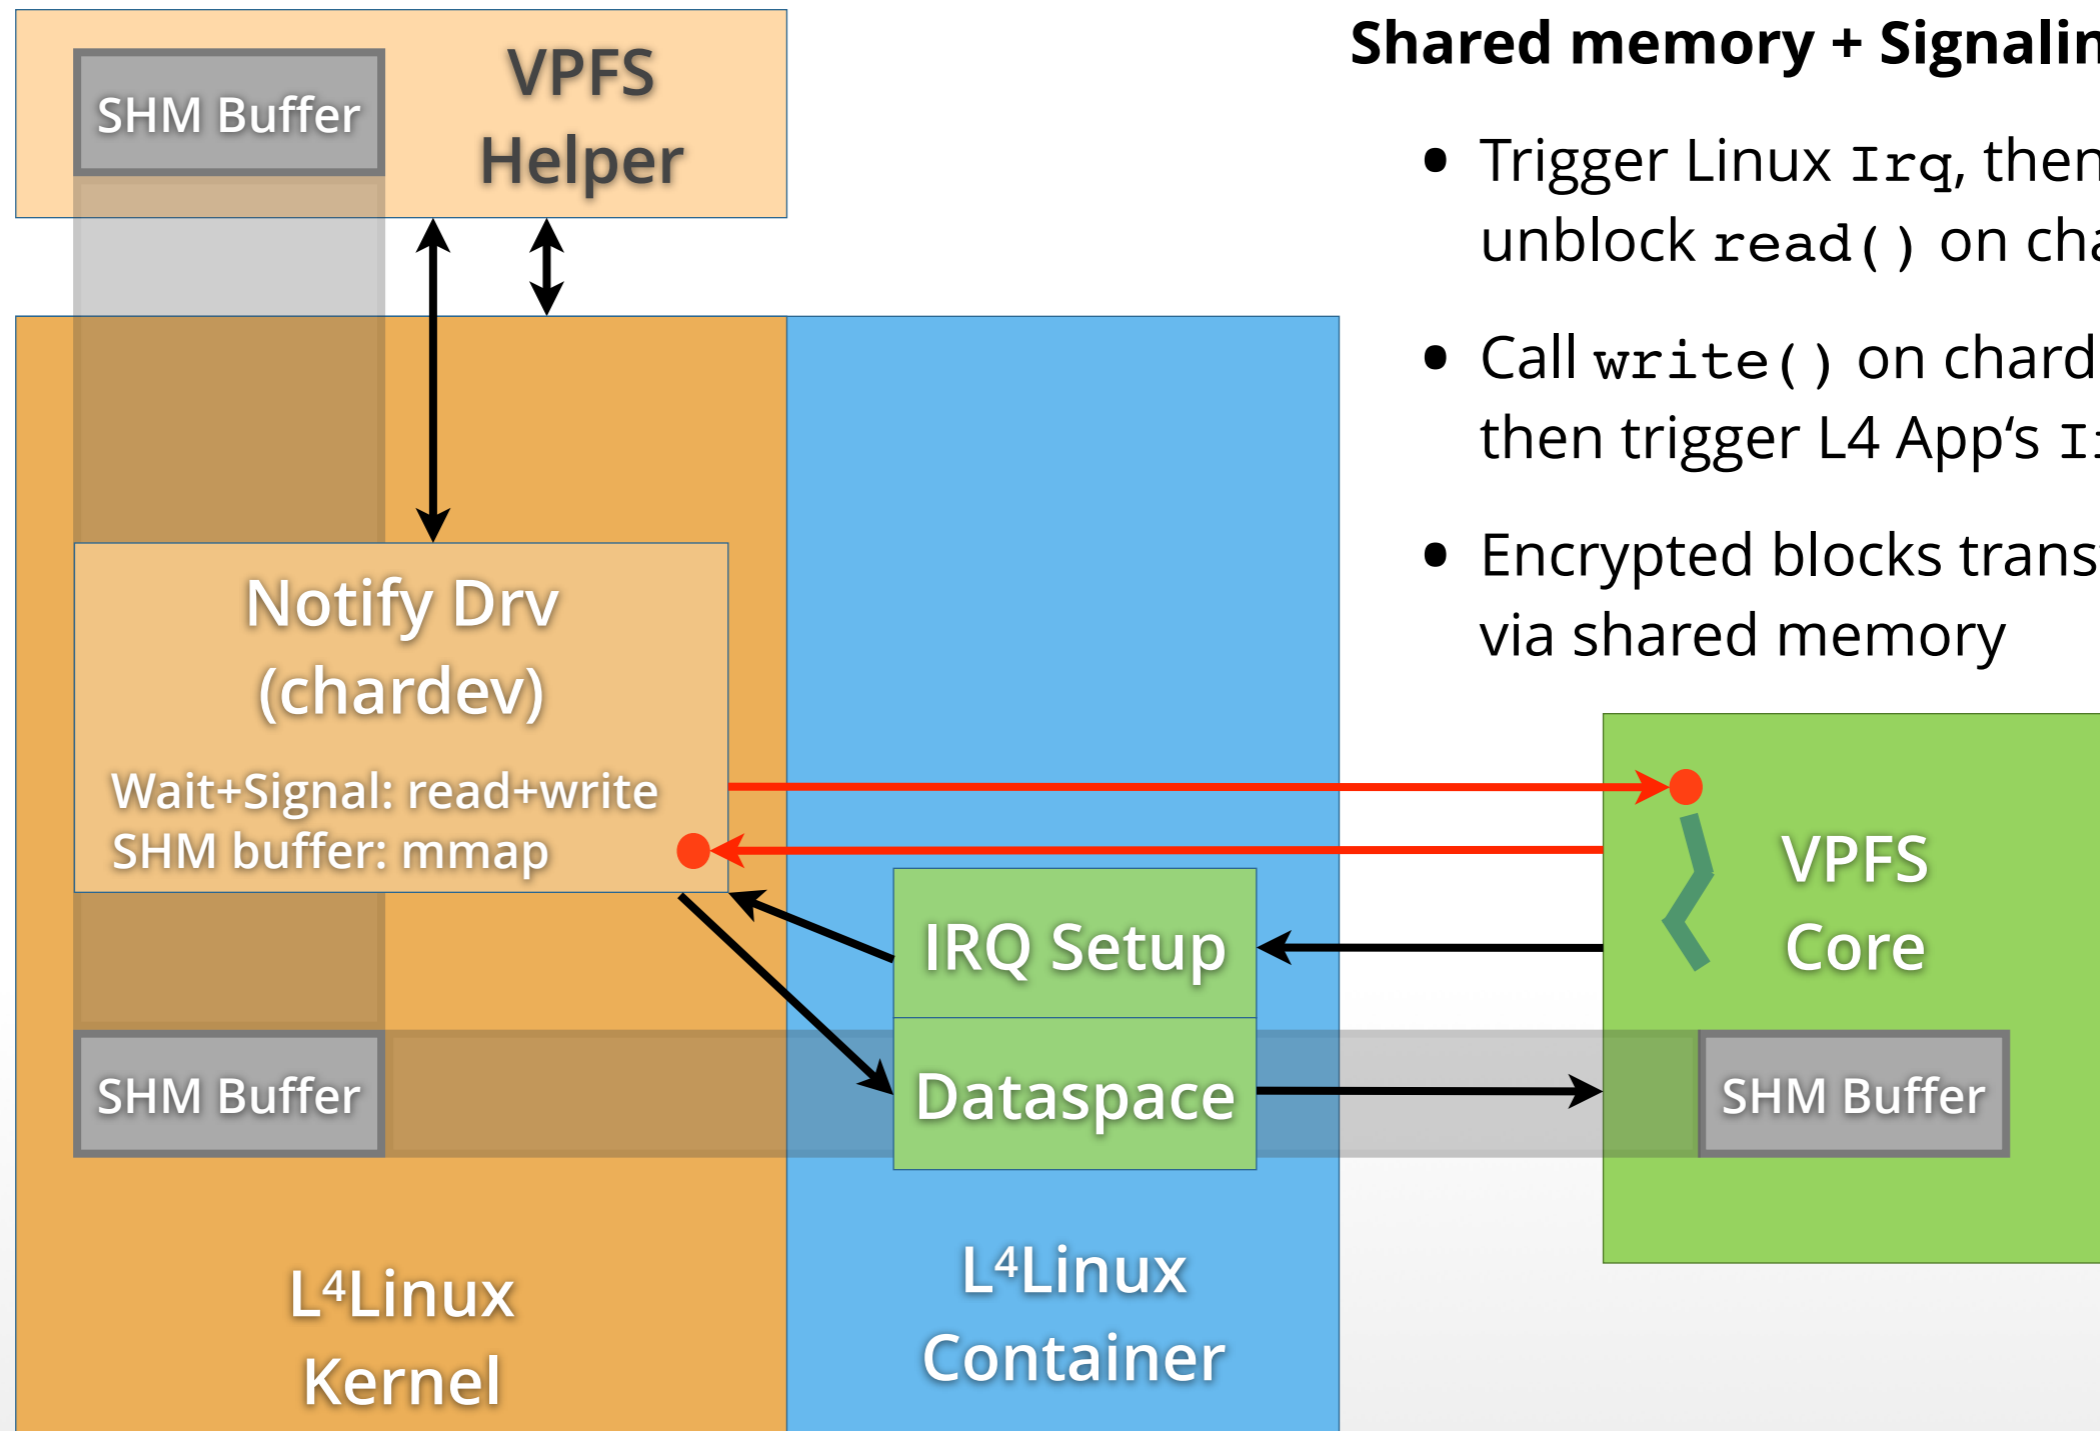 SHM Buffer
VPFS
Helper
Shared memory + Signalin
• Trigger Linux Irq, then
unblock read() on cha
• Call write() on chard
then trigger L4 App‘s
• Encrypted blocks trans
via shared memory
Notify Drv
(chardev)
Wait+Signal: read+write
SHM buffer: mmap
VPFS
Core
IRQ Setup
Dataspace
SHM Buffer
SHM Buffer
L⁴Linux
Kernel
L⁴Linux
Container